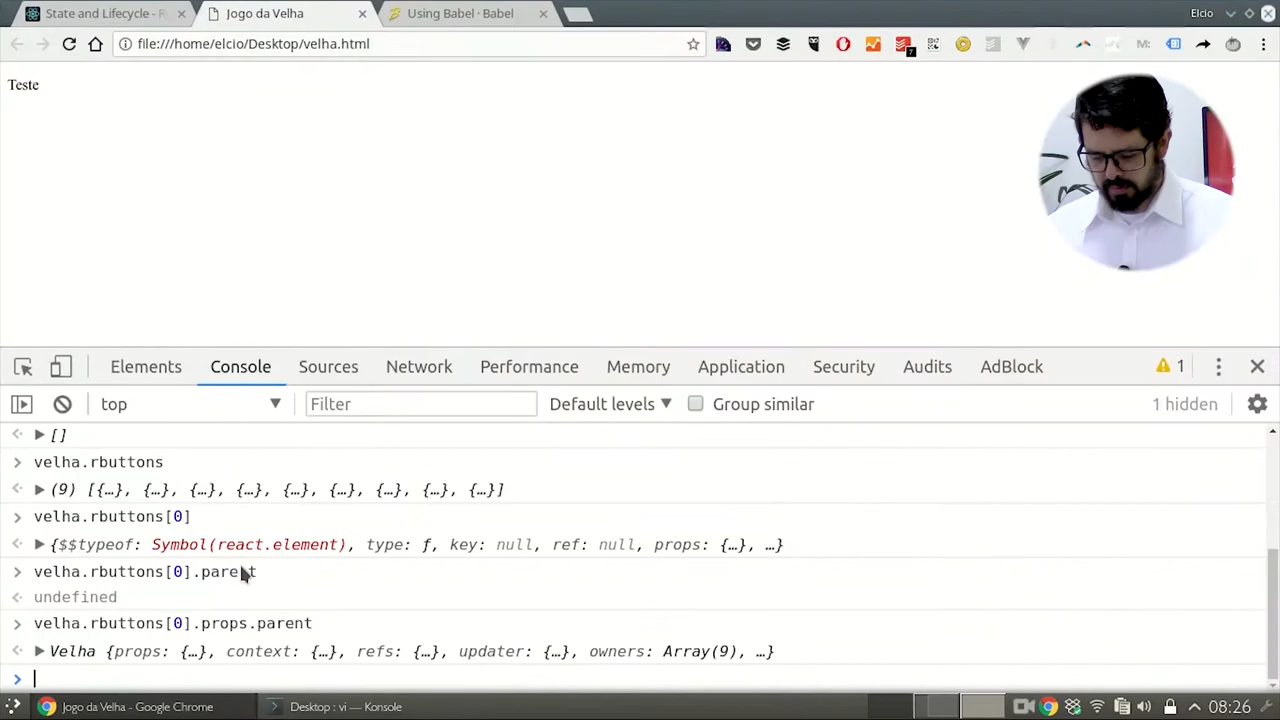 State and Lifecycle - R
Jogo da Velha
Using Babel · Babel
Elcio
file:///home/elcio/Desktop/velha.html
7
M:
Teste
Elements
Console
Sources
Network
Performance
Memory
Application
Security
Audits
AdBlock
1
top
Filter
Default levels
Group similar
1 hidden
[]
velha.rbuttons
(9) [{…}, {…}, {…}, {…}, {…}, {…}, {…}, {…}, {…}]
velha.rbuttons[0]
{$$typeof: Symbol(react.element), type: ƒ, key: null, ref: null, props: {…}, …}
velha.rbuttons[0].parent
undefined
velha.rbuttons[0].props.parent
Velha {props: {…}, context: {…}, refs: {…}, updater: {…}, owners: Array(9), …}
Jogo da Velha - Google Chrome
Desktop : vi — Konsole
08:26